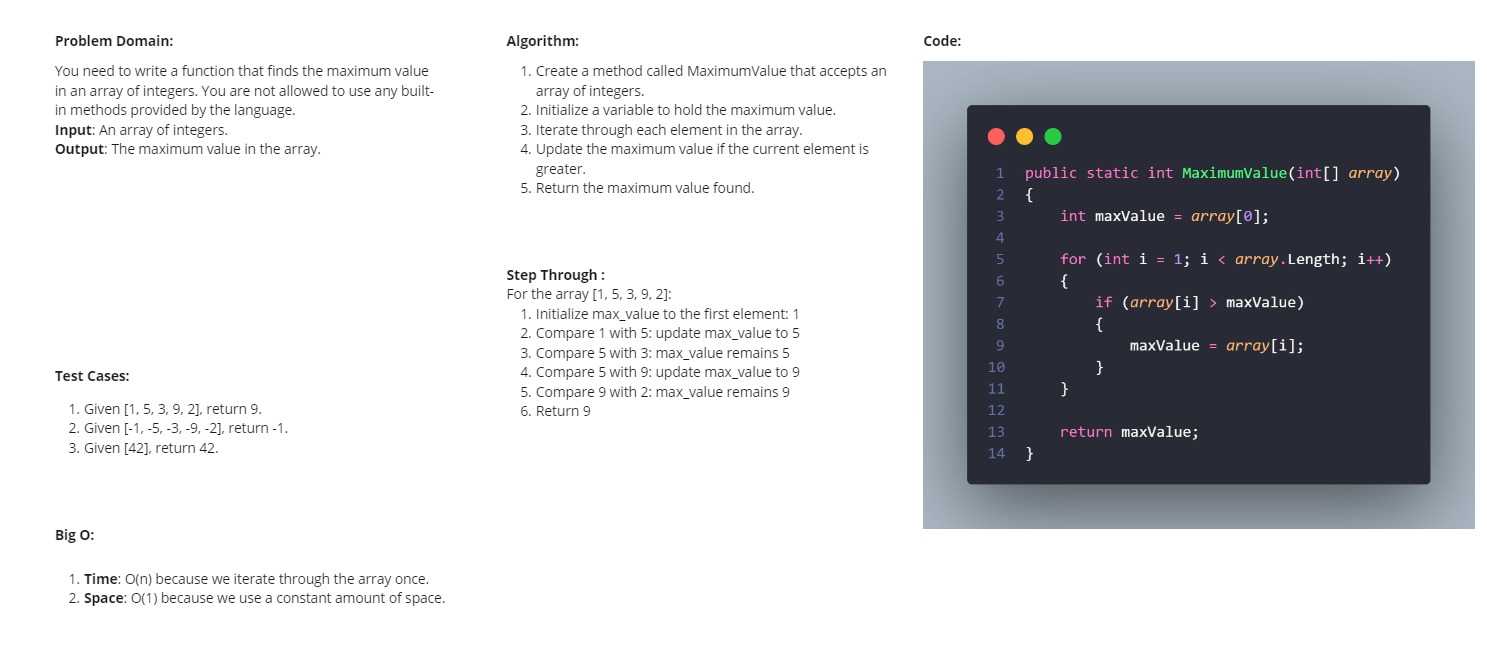 Problem Domain:
You need to write a function that finds the maximum value
in an array of integers. You are not allowed to use any built-
in methods provided by the language.
Input: An array of integers.
Output: The maximum value in the array.
Test Cases:
1. Given [1, 5, 3, 9, 2], return 9.
2. Given [-1, -5, -3, -9, -2], return -1.
3. Given [42], return 42.
Big O:
1. Time: O(n) because we iterate through the array once.
2. Space: O(1) because we use a constant amount of space.
Algorithm:
1. Create a method called MaximumValue that accepts an
array of integers.
2. Initialize a variable to hold the maximum value.
3. Iterate through each element in the array.
4. Update the maximum value if the current element is
greater.
5. Return the maximum value found.
Step Through :
For the array [1, 5, 3, 9, 2]:
1. Initialize max_value to the first element: 1
2. Compare 1 with 5: update max_value to 5
3. Compare 5 with 3: max_value remains 5
4. Compare 5 with 9: update max_value to 9
5. Compare 9 with 2: max_value remains 9
6. Return 9
Code:
1 public static int MaximumValue(int[] array)
2 {
3     int maxValue = array[0];
4
5     for (int i = 1; i < array.Length; i++)
6     {
7         if (array[i] > maxValue)
8         {
9             maxValue = array[i];
10         }
11     }
12
13     return maxValue;
14 }